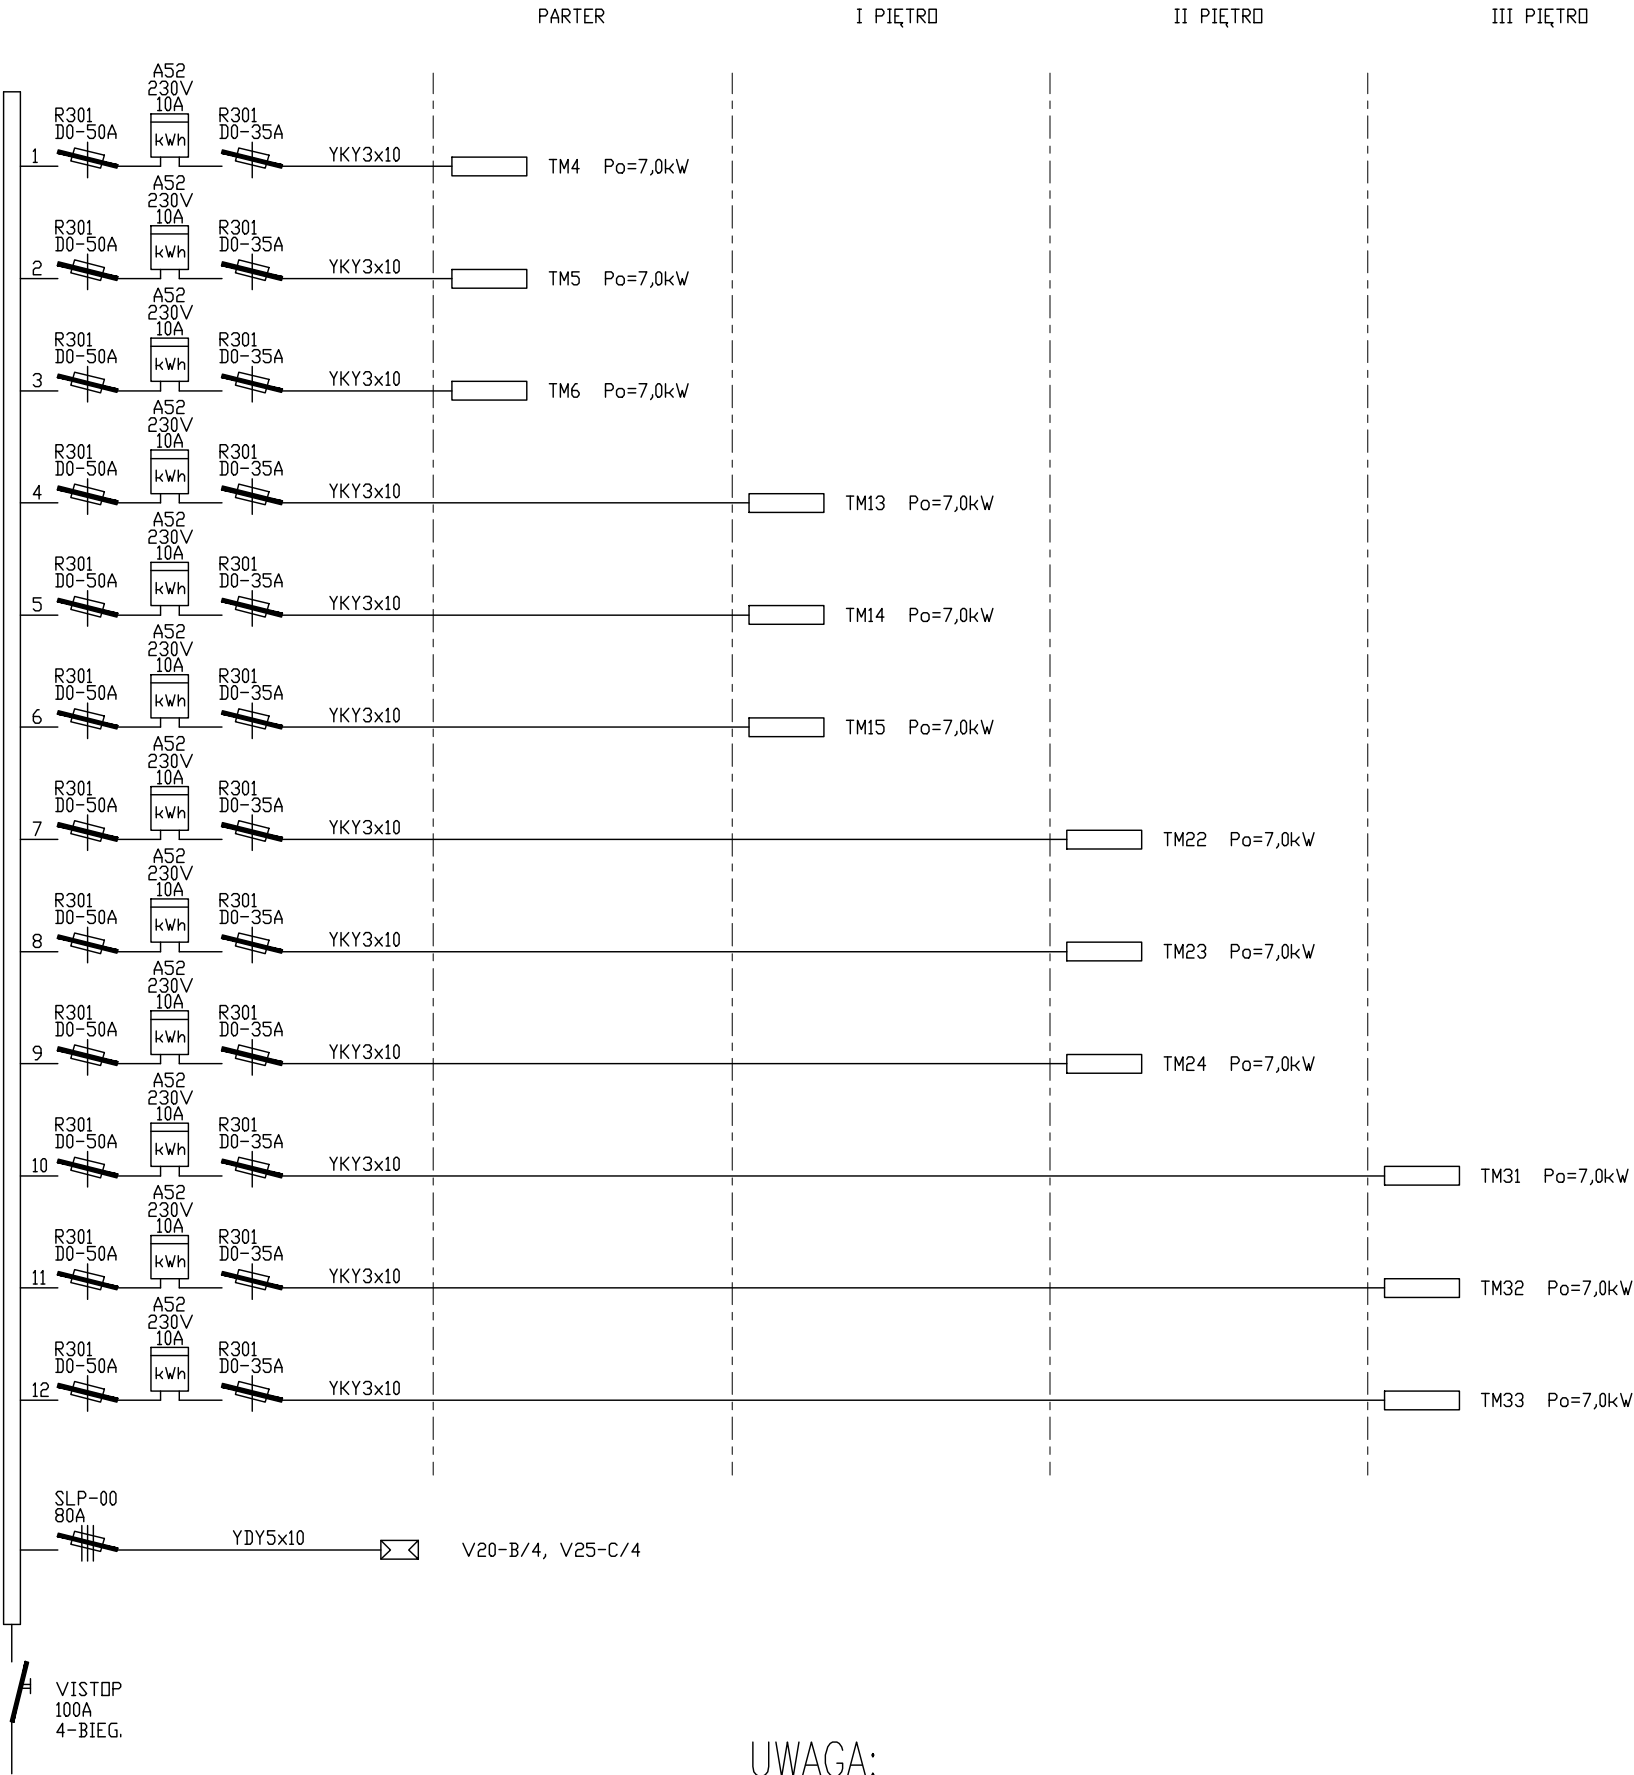 PARTER I PIĘTRO II PIĘTRO III PIĘTRO
A52
230V
10A
R301 R301
D0-50A kWh D0-35A
1 YKY3x10 TM4 Po=7,0kW
A52
230V
10A
R301 R301
D0-50A kWh D0-35A
2 YKY3x10 TM5 Po=7,0kW
A52
230V
10A
R301 R301
D0-50A kWh D0-35A
3 YKY3x10 TM6 Po=7,0kW
A52
230V
10A
R301 R301
D0-50A kWh D0-35A
4 YKY3x10 TM13 Po=7,0kW
A52
230V
10A
R301 R301
D0-50A kWh D0-35A
5 YKY3x10 TM14 Po=7,0kW
A52
230V
10A
R301 R301
D0-50A kWh D0-35A
6 YKY3x10 TM15 Po=7,0kW
A52
230V
10A
R301 R301
D0-50A kWh D0-35A
7 YKY3x10 TM22 Po=7,0kW
A52
230V
10A
R301 R301
D0-50A kWh D0-35A
8 YKY3x10 TM23 Po=7,0kW
A52
230V
10A
R301 R301
D0-50A kWh D0-35A
9 YKY3x10 TM24 Po=7,0kW
A52
230V
10A
R301 R301
D0-50A kWh D0-35A
10 YKY3x10 TM31 Po=7,0kW
A52
230V
10A
R301 R301
D0-50A kWh D0-35A
11 YKY3x10 TM32 Po=7,0kW
A52
230V
10A
R301 R301
D0-50A kWh D0-35A
12 YKY3x10 TM33 Po=7,0kW
SLP-00
80A
YDY5x10 V20-B/4, V25-C/4
VISTOP
100A
4-BIEG.
UWAGA: